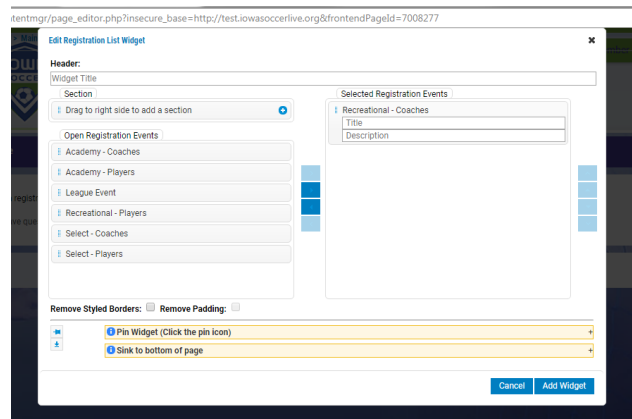 tentmgr/page_editor.php?insecure_base=http://test.iowasoccerlive.org&frontendPageId=7008277
Edit Registration List Widget
Header:
Widget Title
Section
Drag to right side to add a section
Open Registration Events
Academy - Coaches
Academy - Players
League Event
Recreational - Players
Select - Coaches
Select - Players
Selected Registration Events
Recreational - Coaches
Title
Description
Remove Styled Borders: Remove Padding:
Pin Widget (Click the pin icon) +
Sink to bottom of page +
Cancel Add Widget